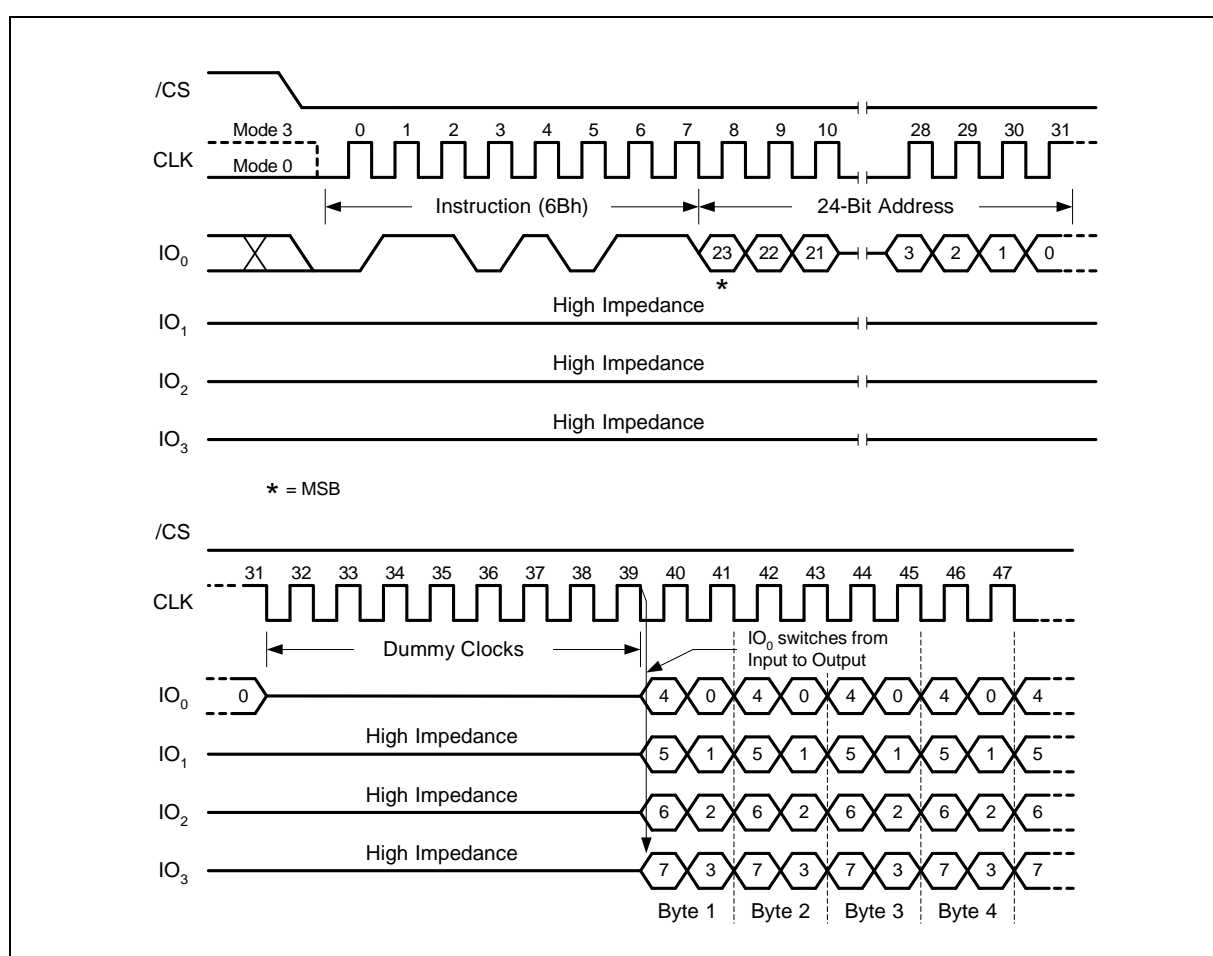 /CS
Mode 3 0 1 2 3 4 5 6 7 8 9 10 28 29 30 31
CLK Mode 0
Instruction (6Bh) 24-Bit Address
IO0 23 22 21 3 2 1 0
*
High Impedance
IO1
High Impedance
IO2
High Impedance
IO3
* = MSB
/CS
31 32 33 34 35 36 37 38 39 40 41 42 43 44 45 46 47
CLK
Dummy Clocks
IO0 switches from
Input to Output
IO0 0 4 0 4 0 4 0 4 0 4
High Impedance
IO1 5 1 5 1 5 1 5 1 5
High Impedance
IO2 6 2 6 2 6 2 6 2 6
High Impedance
IO3 7 3 7 3 7 3 7 3 7
Byte 1 Byte 2 Byte 3 Byte 4